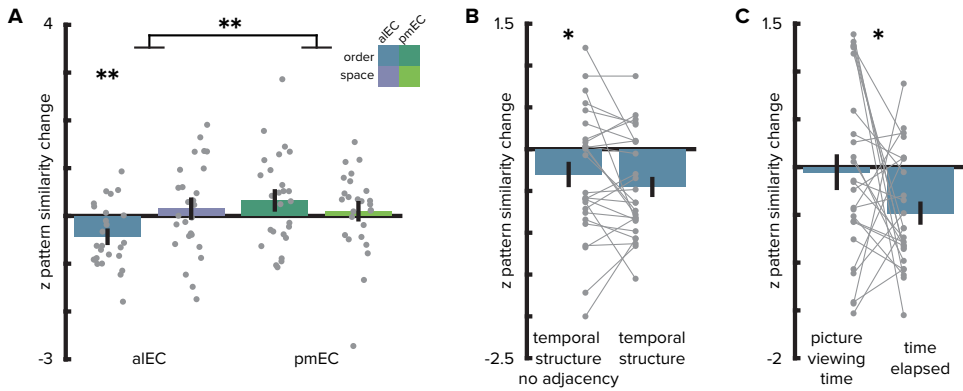 A
4
**
**
alEC
pmEC
order
space
z pattern similarity change
-3
alEC
pmEC
B
1.5
*
z pattern similarity change
-2.5
temporal
structure
no adjacency
temporal
structure
C
1.5
*
z pattern similarity change
-2
picture
viewing
time
time
elapsed